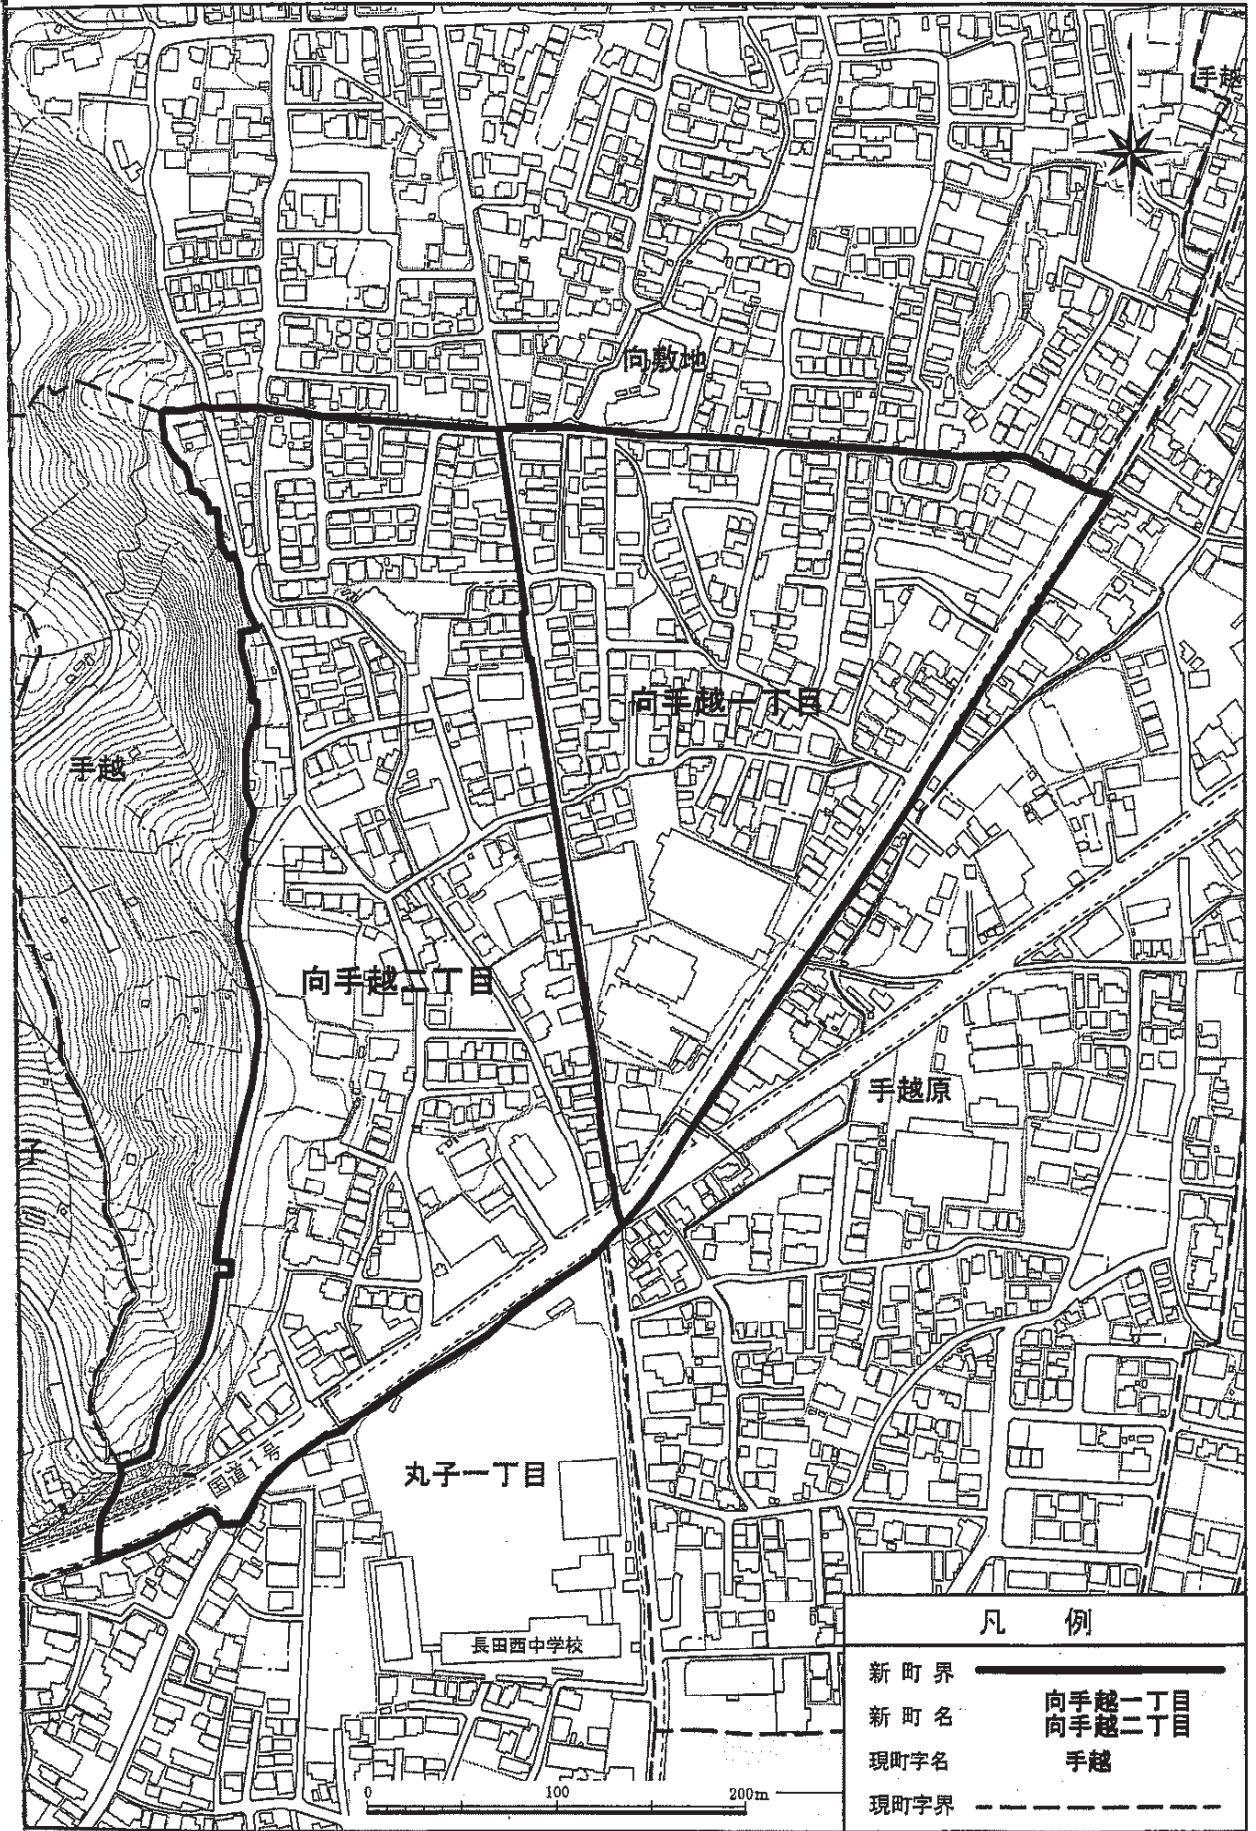 手越
向敷地
向手越一丁目
手越
向手越二丁目
手越原
子
国道1号
丸子一丁目
長田西中学校
0 100 200m
凡 例
新町界
新町名 向手越一丁目
向手越二丁目
現町字名 手越
現町字界